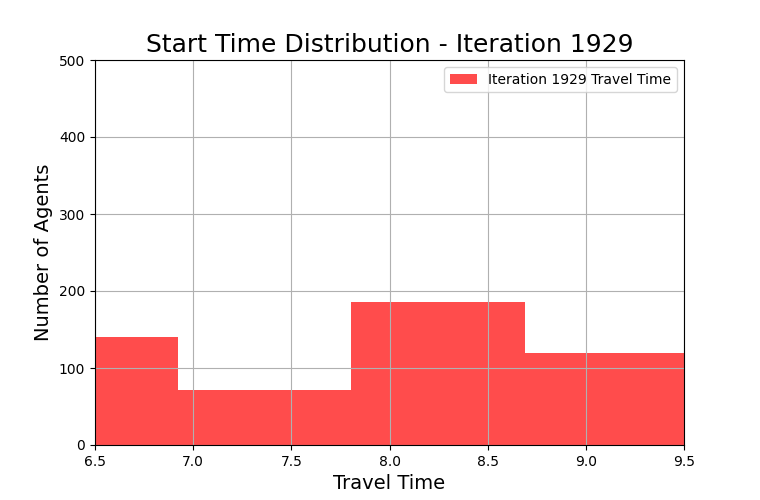 Start Time Distribution - Iteration 1929
Iteration 1929 Travel Time
Number of Agents
500
400
300
200
100
0
6.5 7.0 7.5 8.0 8.5 9.0 9.5
Travel Time